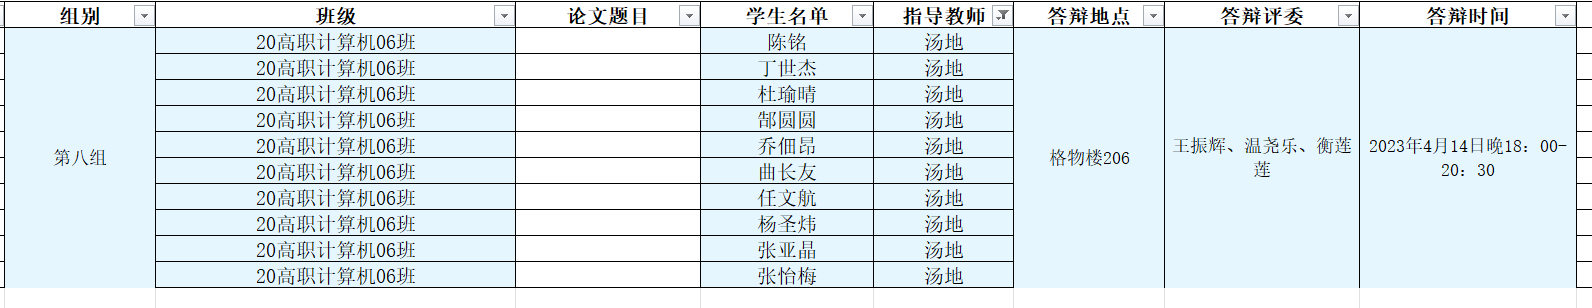 组别 班级 论文题目 学生名单 指导教师 答辩地点 答辩评委 答辩时间
20高职计算机06班 陈铭 汤地
20高职计算机06班 丁世杰 汤地
20高职计算机06班 杜瑜晴 汤地
20高职计算机06班 郜圆圆 汤地
20高职计算机06班 乔佃昂 汤地
第八组 格物楼206 王振辉、温尧乐、衡莲莲 2023年4月14日晚18：00-20：30
20高职计算机06班 曲长友 汤地
20高职计算机06班 任文航 汤地
20高职计算机06班 杨圣炜 汤地
20高职计算机06班 张亚晶 汤地
20高职计算机06班 张怡梅 汤地